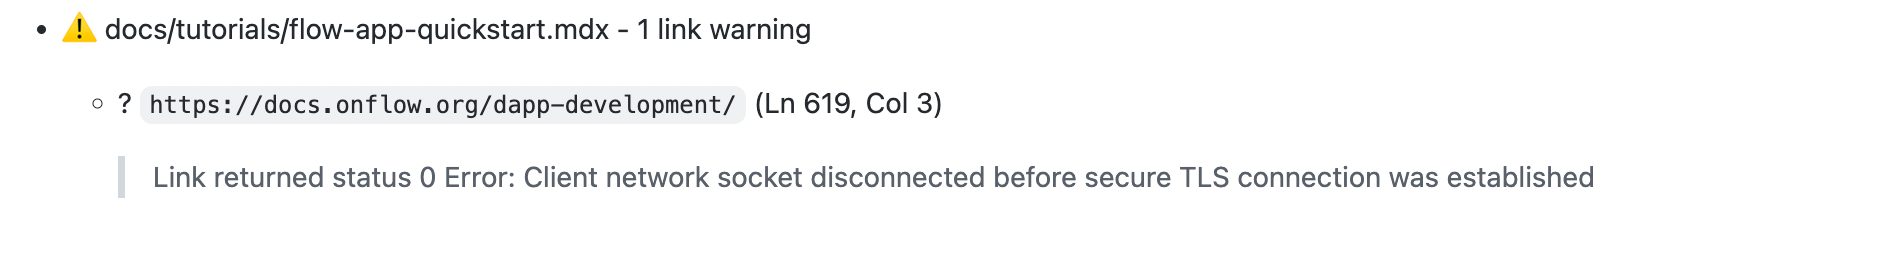 ⚠️ docs/tutorials/flow-app-quickstart.mdx - 1 link warning
? https://docs.onflow.org/dapp-development/ (Ln 619, Col 3)
Link returned status 0 Error: Client network socket disconnected before secure TLS connection was established